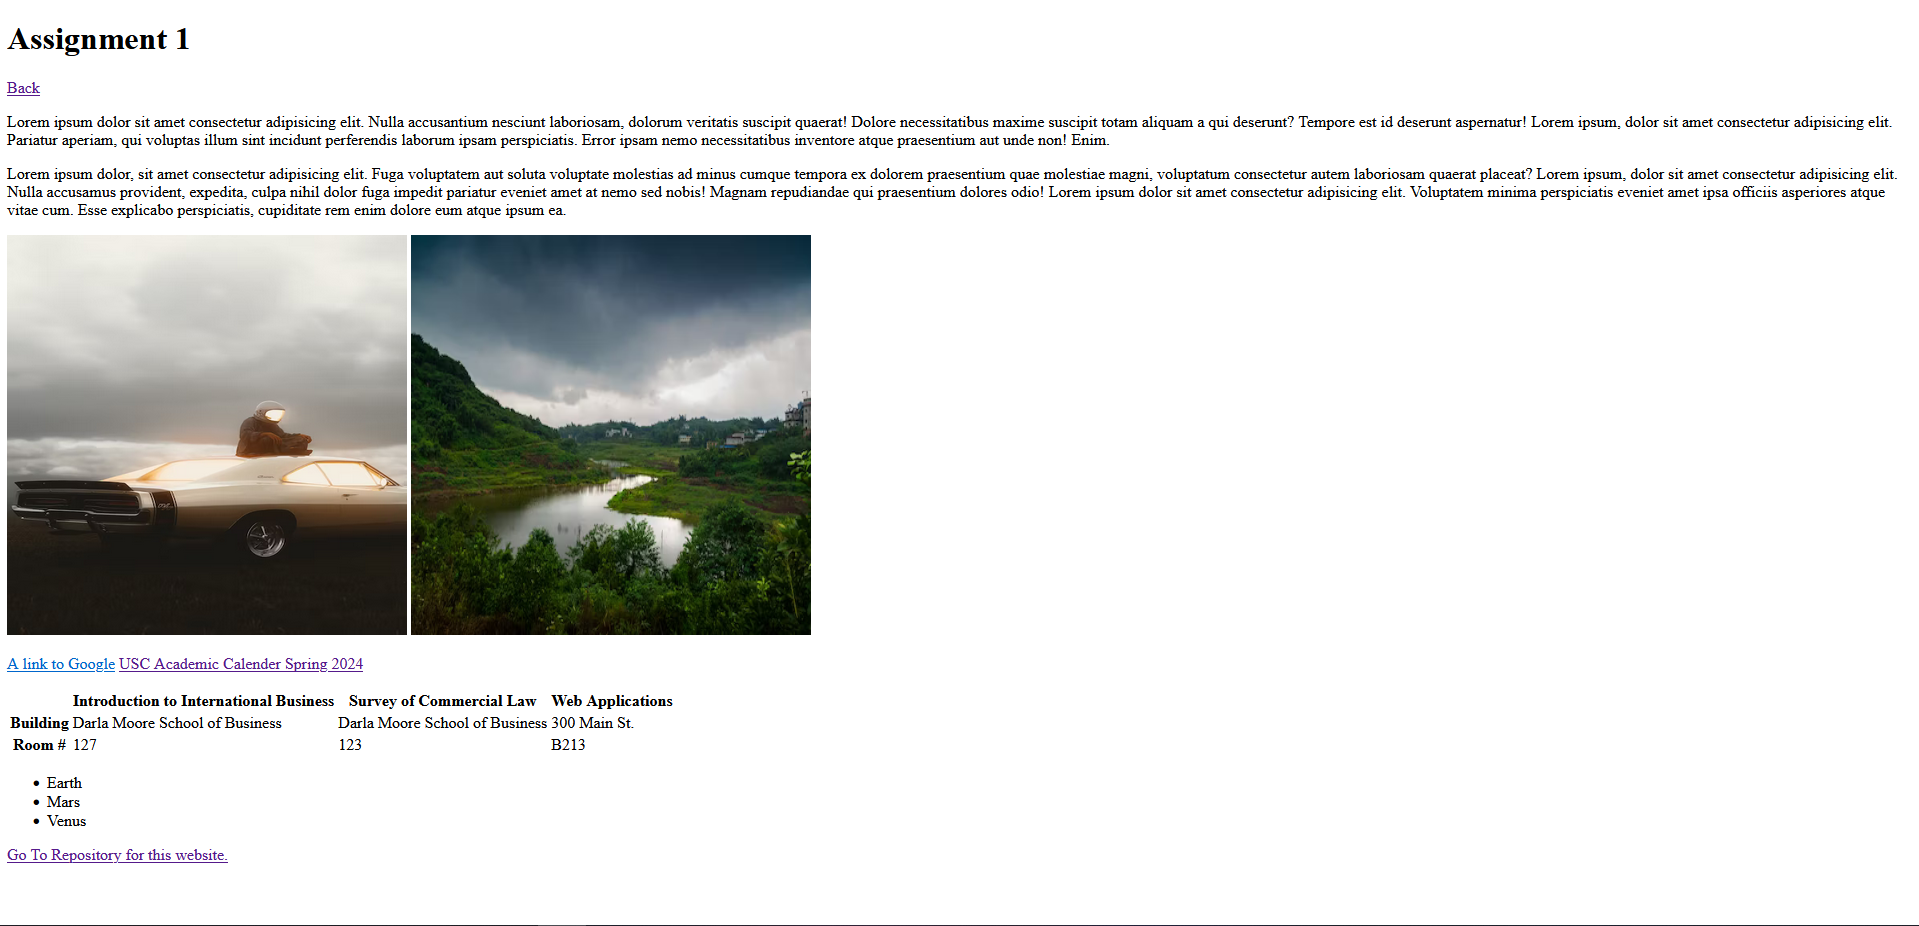 Assignment 1
Back
Lorem ipsum dolor sit amet consectetur adipisicing elit. Nulla accusantium nesciunt laboriosam, dolorum veritatis suscipit quaerat! Dolore necessitatibus maxime suscipit totam aliquam a qui deserunt? Tempore est id deserunt aspernatur! Lorem ipsum, dolor sit amet consectetur adipisicing elit.
Pariatur aperiam, qui voluptas illum sint incidunt perferendis laborum ipsam perspiciatis. Error ipsam nemo necessitatibus inventore atque praesentium aut unde non! Enim.
Lorem ipsum dolor, sit amet consectetur adipisicing elit. Fuga voluptatem aut soluta voluptate molestias ad minus cumque tempora ex dolorem praesentium quae molestiae magni, voluptatum consectetur autem laboriosam quaerat placeat? Lorem ipsum, dolor sit amet consectetur adipisicing elit.
Nulla accusamus provident, expedita, culpa nihil dolor fuga impedit pariatur eveniet amet at nemo sed nobis! Magnam repudiandae qui praesentium dolores odio! Lorem ipsum dolor sit amet consectetur adipisicing elit. Voluptatem minima perspiciatis eveniet amet ipsa officiis asperiores atque
vitae cum. Esse explicabo perspiciatis, cupiditate rem enim dolore eum atque ipsum ea.
A link to Google USC Academic Calender Spring 2024
Introduction to International Business Survey of Commercial Law Web Applications
Building Darla Moore School of Business Darla Moore School of Business 300 Main St.
Room # 127 123 B213
• Earth
• Mars
• Venus
Go To Repository for this website.